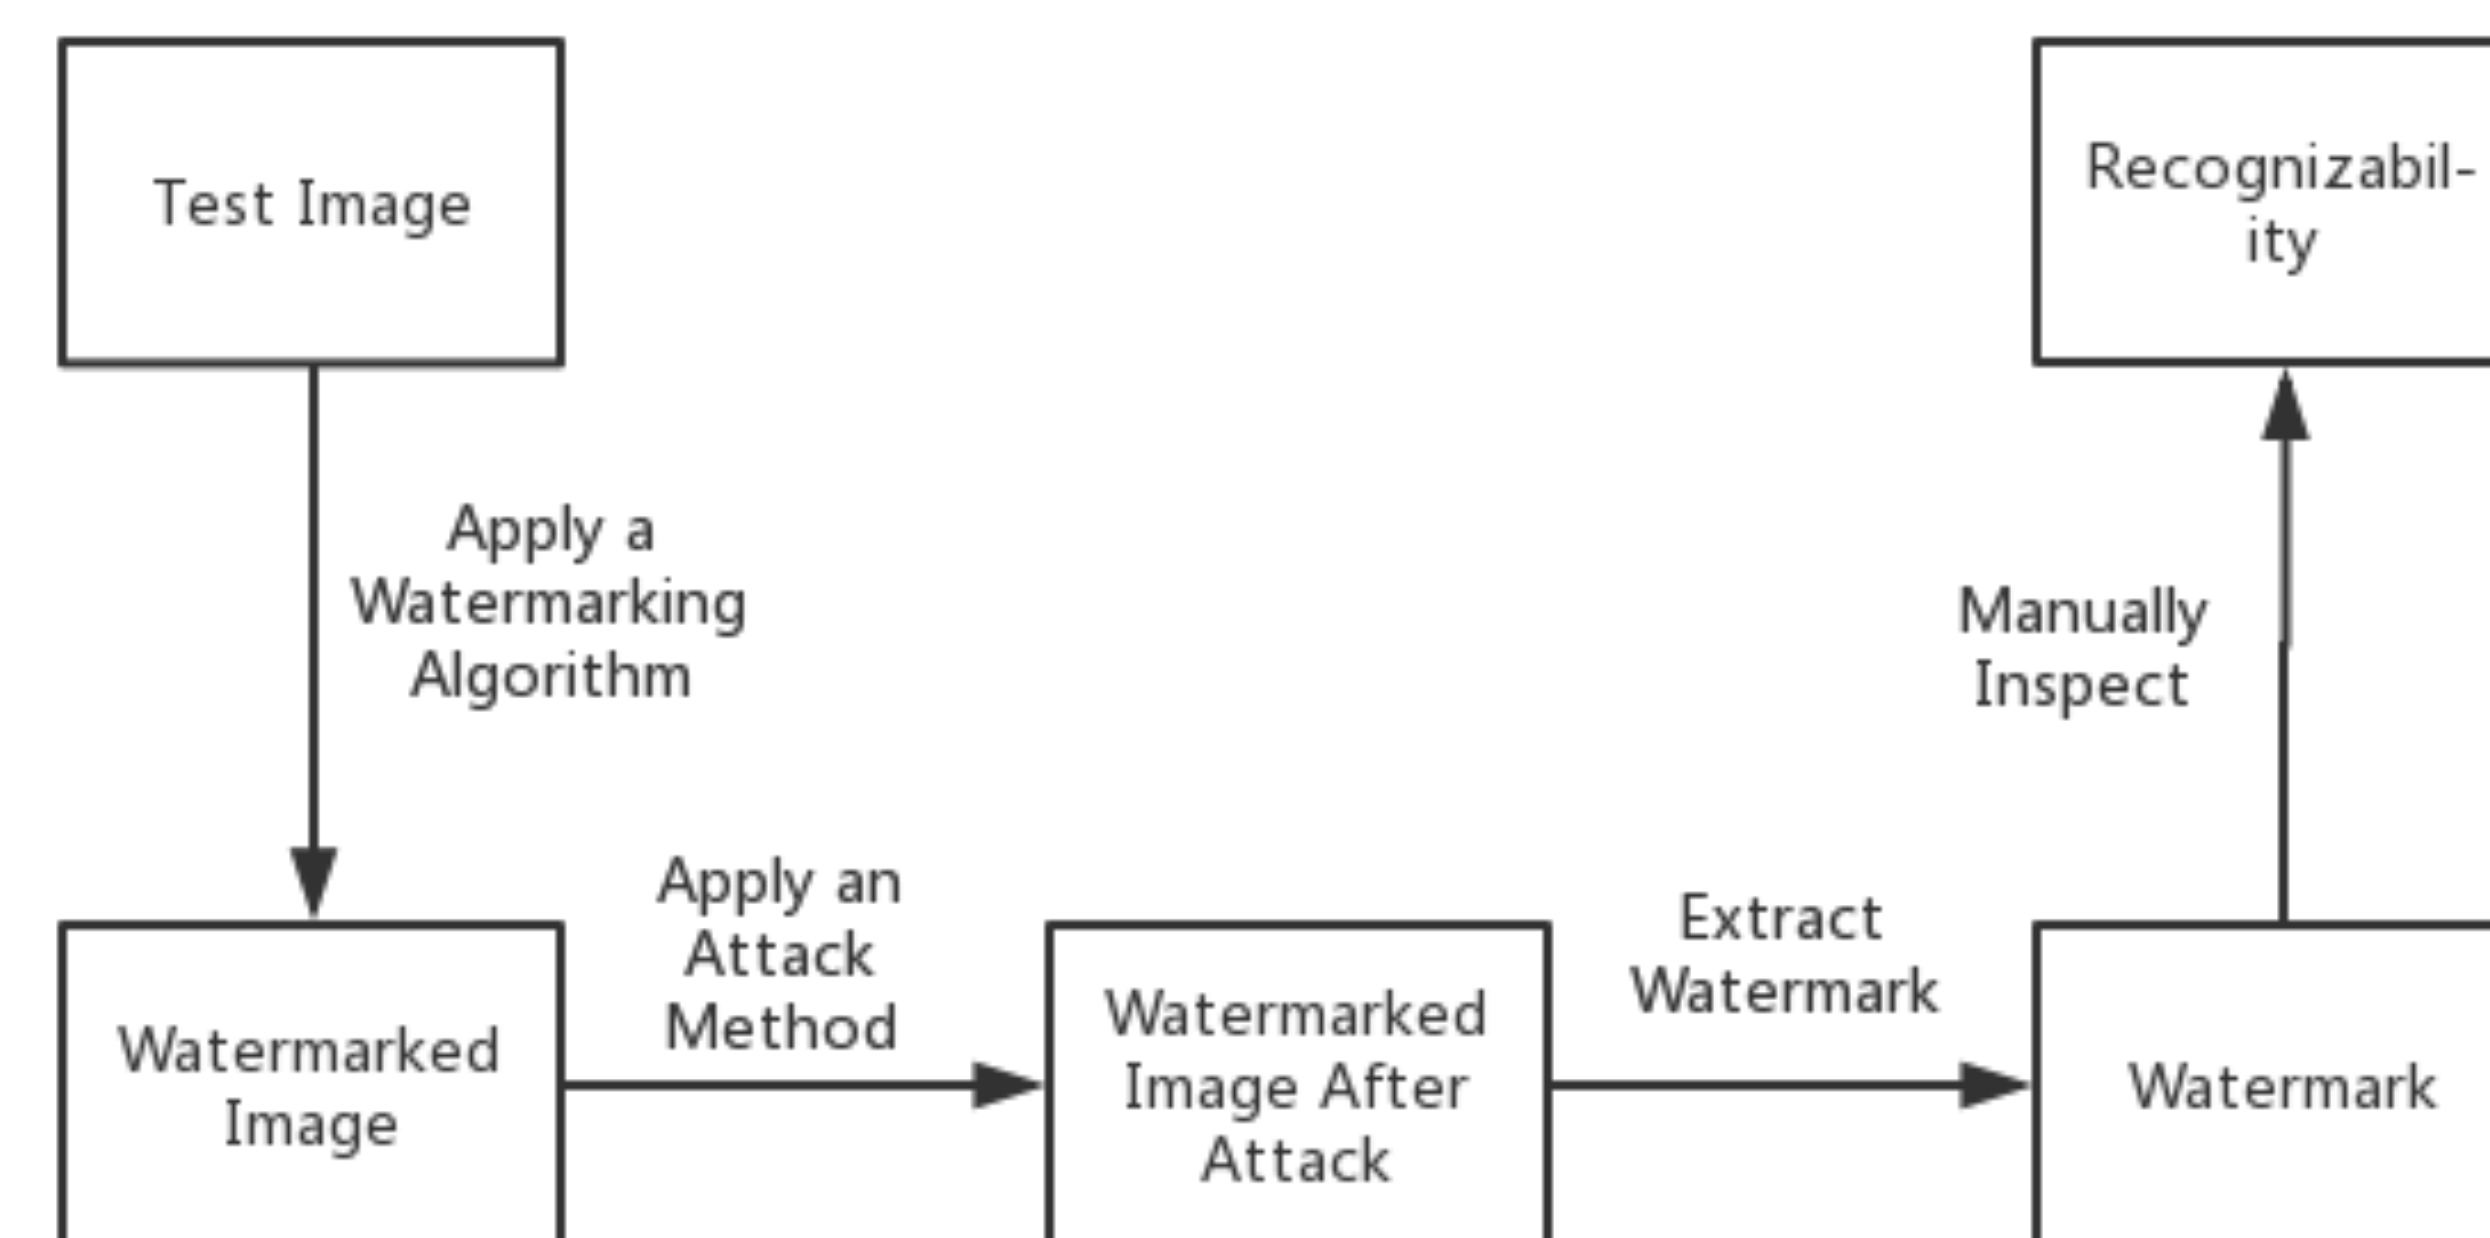 Test Image
Recognizabil-
ity
Apply a
Watermarking
Algorithm
Manually
Inspect
Apply an
Attack
Method
Extract
Watermark
Watermarked
Image
Watermarked
Image After
Attack
Watermark